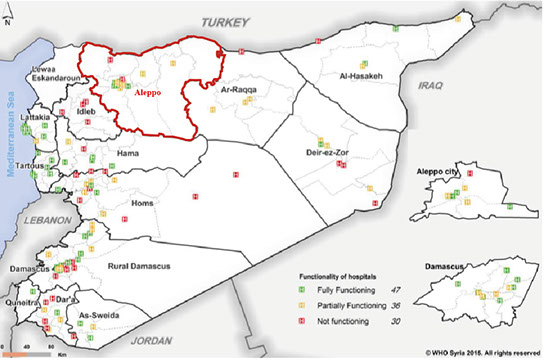 N
TURKEY
Lewaa
Eskandaroun
Aleppo
Al-Hasakeh
IRAQ
Ar-Raqqa
Idleb
Lattakia
Mediterranean Sea
Deir-ez-Zor
Hama
Tartous
Aleppo city
Homs
LEBANON
Damascus
Rural Damascus
Damascus
Quneitra
Dar'a
As-Sweida
JORDAN
Functionality of hospitals
H Fully Functioning 47
H Partially Functioning 36
H Not functioning 30
0 20 40 80
Km
© WHO Syria 2015. All rights reserved